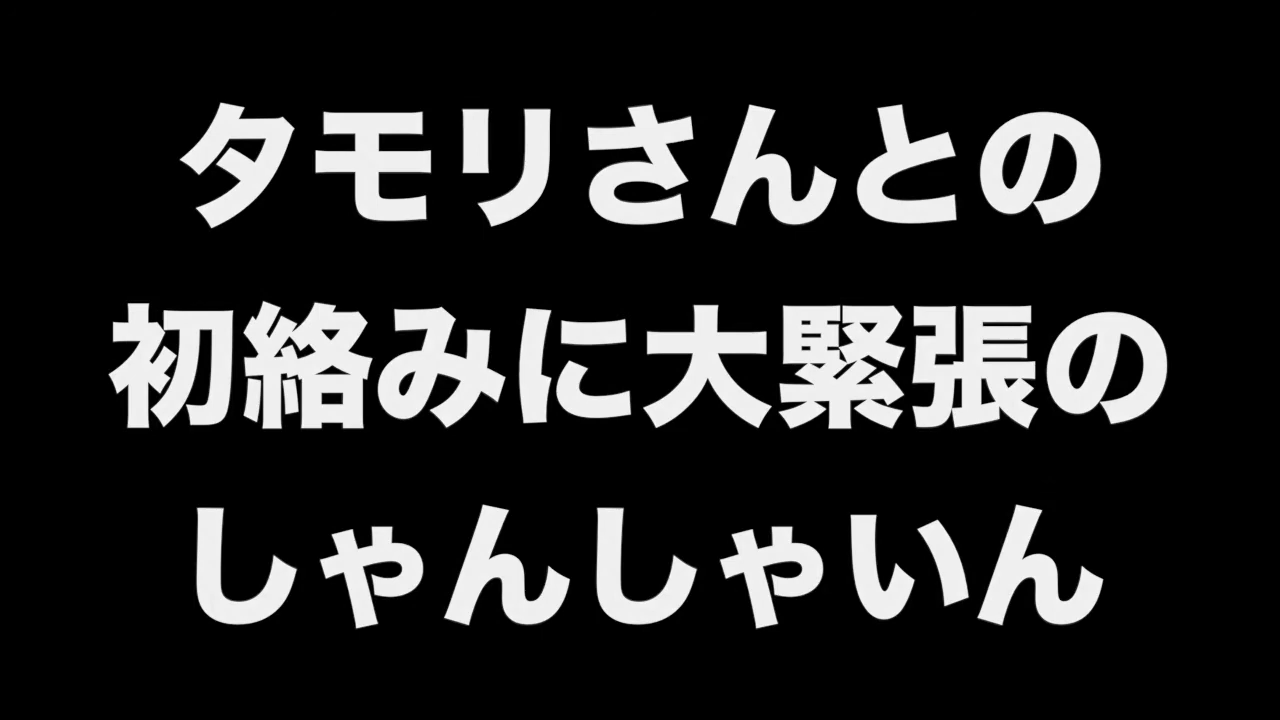 タモリさんとの
初絡みに大緊張の
しゃんしゃいん